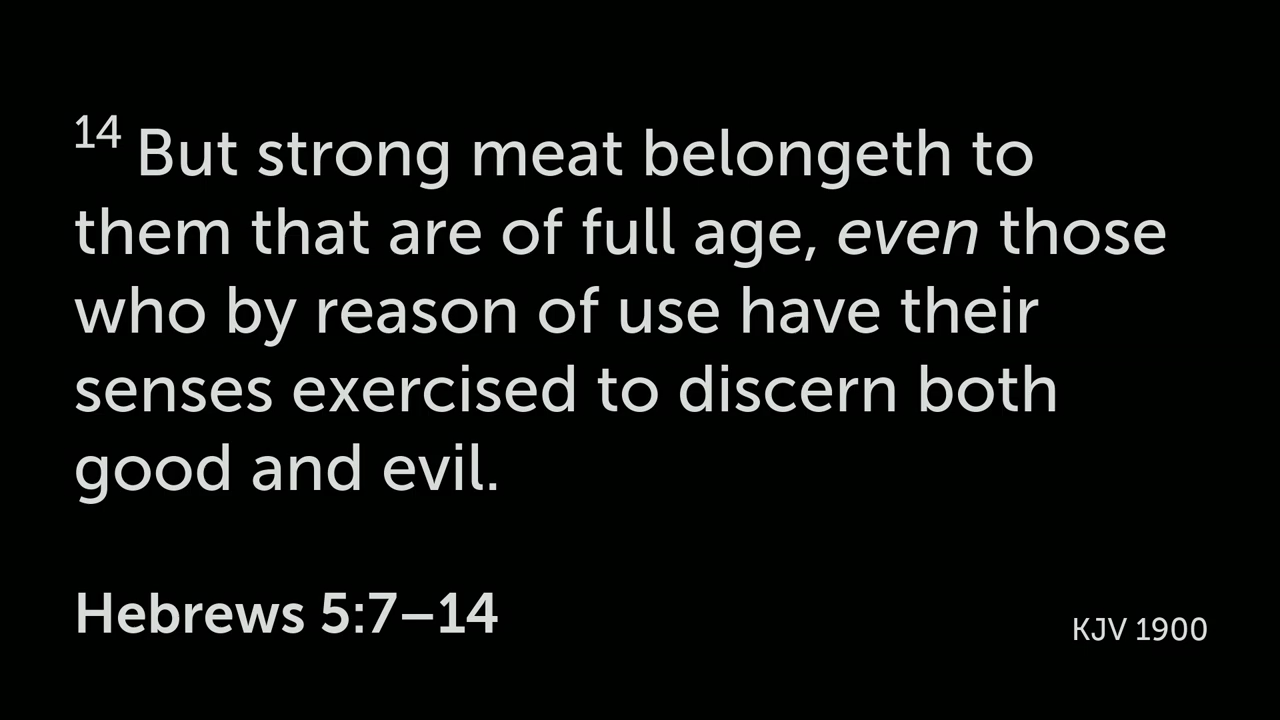 14 But strong meat belongeth to
them that are of full age, even those
who by reason of use have their
senses exercised to discern both
good and evil.
Hebrews 5:7–14
KJV 1900